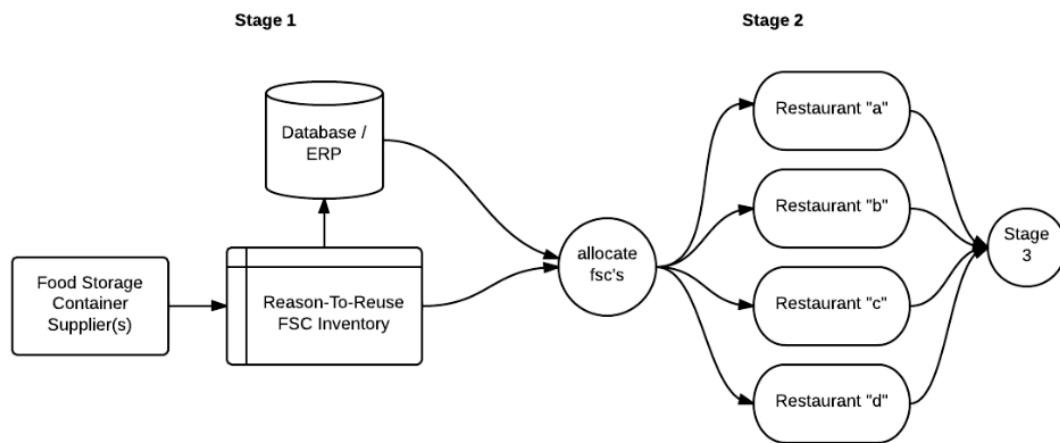 Stage 1
Stage 2
Database /
ERP
Food Storage
Container
Supplier(s)
Reason-To-Reuse
FSC Inventory
allocate
fsc's
Restaurant "a"
Restaurant "b"
Restaurant "c"
Restaurant "d"
Stage
3